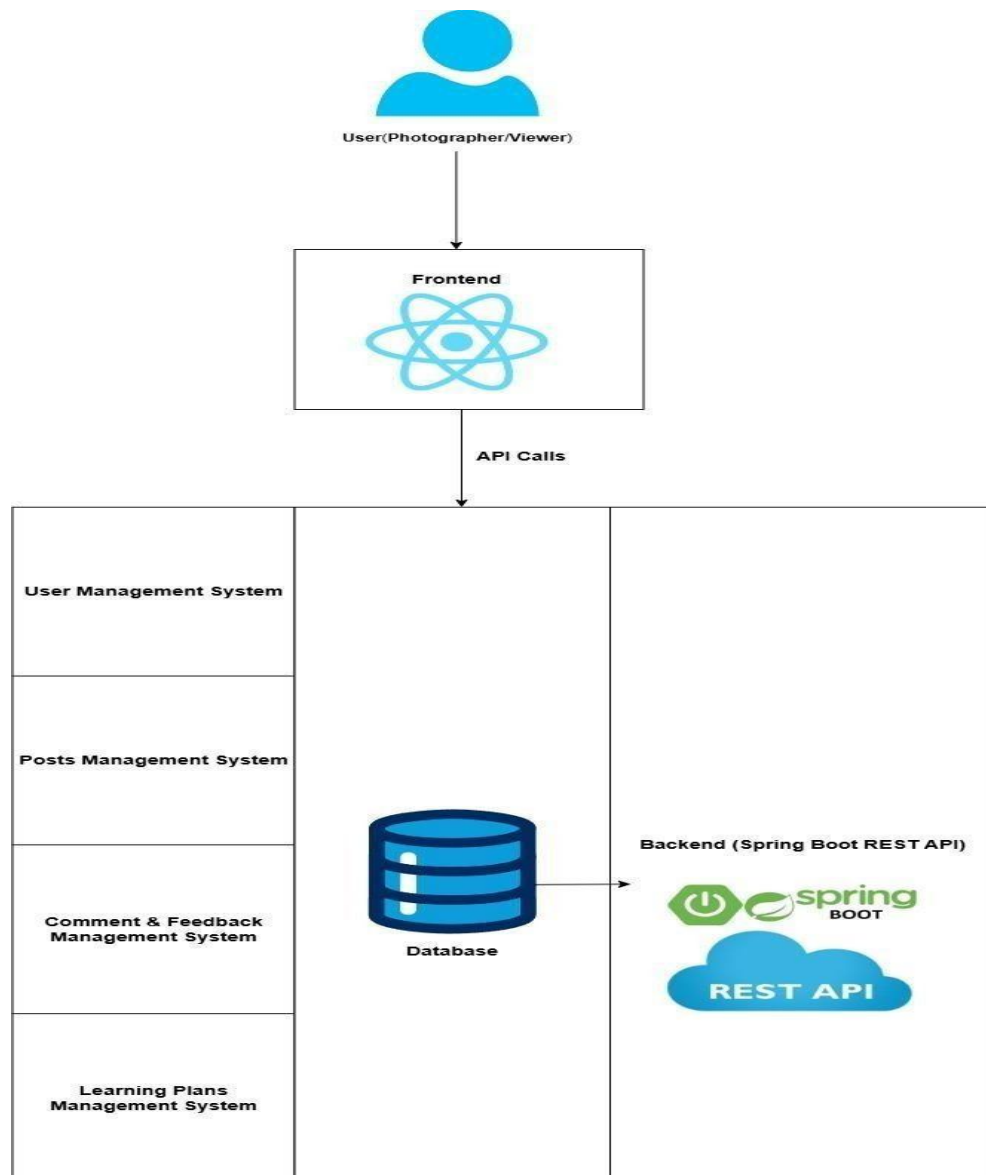 User(Photographer/Viewer)
Frontend
API Calls
User Management System
Posts Management System
Comment & Feedback
Management System
Learning Plans
Management System
Database
Backend (Spring Boot REST API)
spring
BOOT
REST API